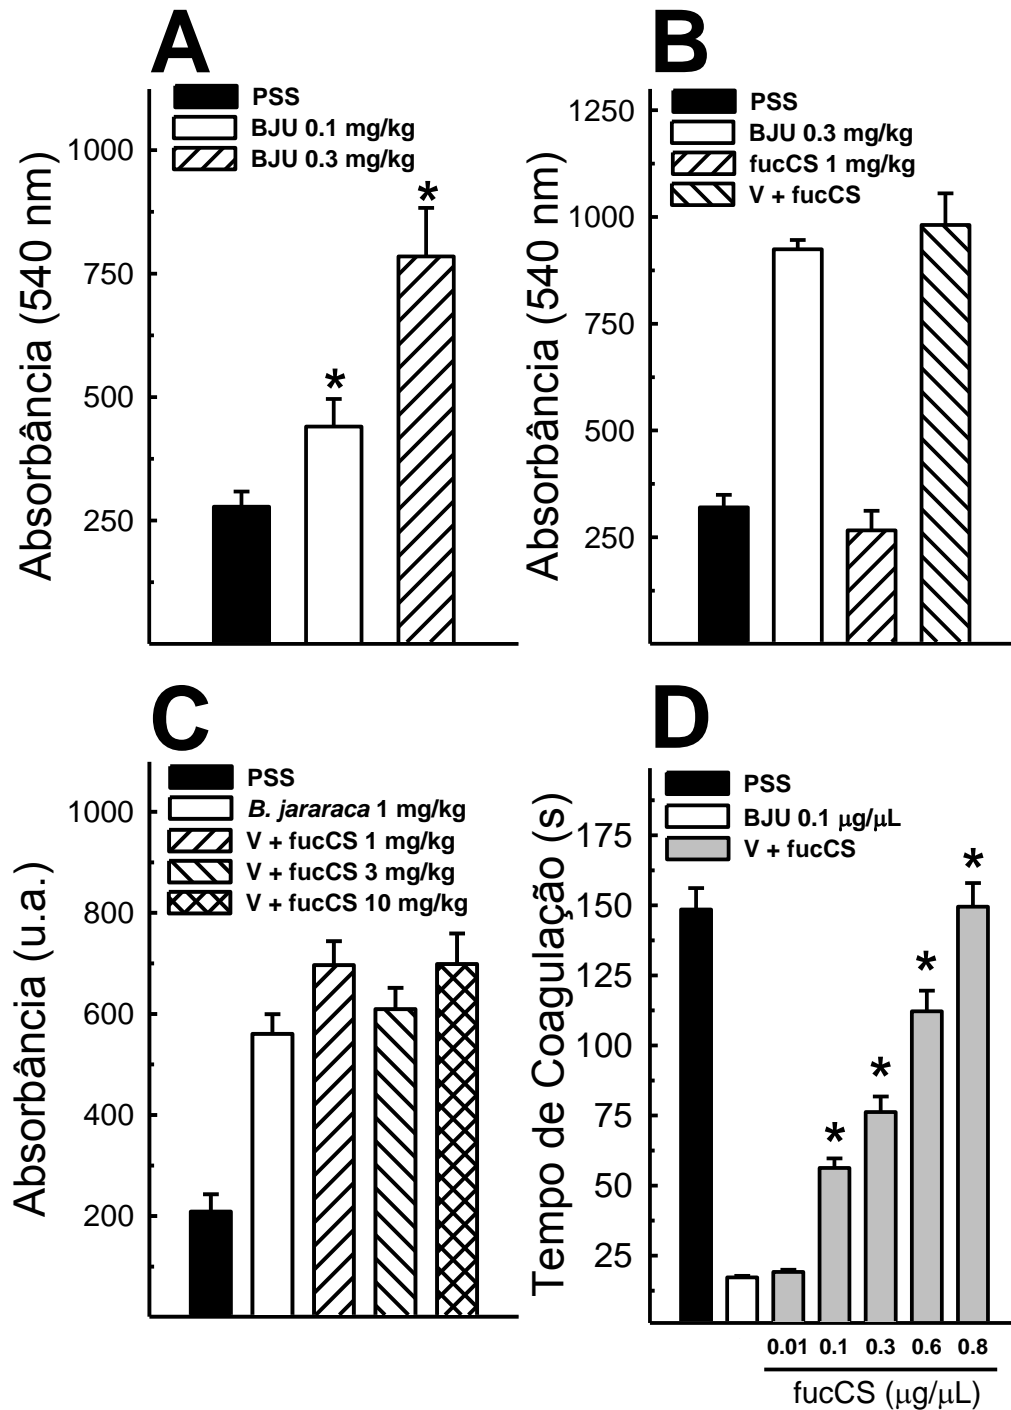 A
PSS
BJU 0.1 mg/kg
BJU 0.3 mg/kg
Absorbância (540 nm)
1000
750
500
250
*
*
B
PSS
BJU 0.3 mg/kg
fucCS 1 mg/kg
V + fucCS
Absorbância (540 nm)
1250
1000
750
500
250
C
PSS
B. jararaca 1 mg/kg
V + fucCS 1 mg/kg
V + fucCS 3 mg/kg
V + fucCS 10 mg/kg
Absorbância (u.a.)
1000
800
600
400
200
D
PSS
BJU 0.1 μg/μL
V + fucCS
Tempo de Coagulação (s)
175
150
125
100
75
50
25
*
*
*
*
0.01 0.1 0.3 0.6 0.8
fucCS (μg/μL)